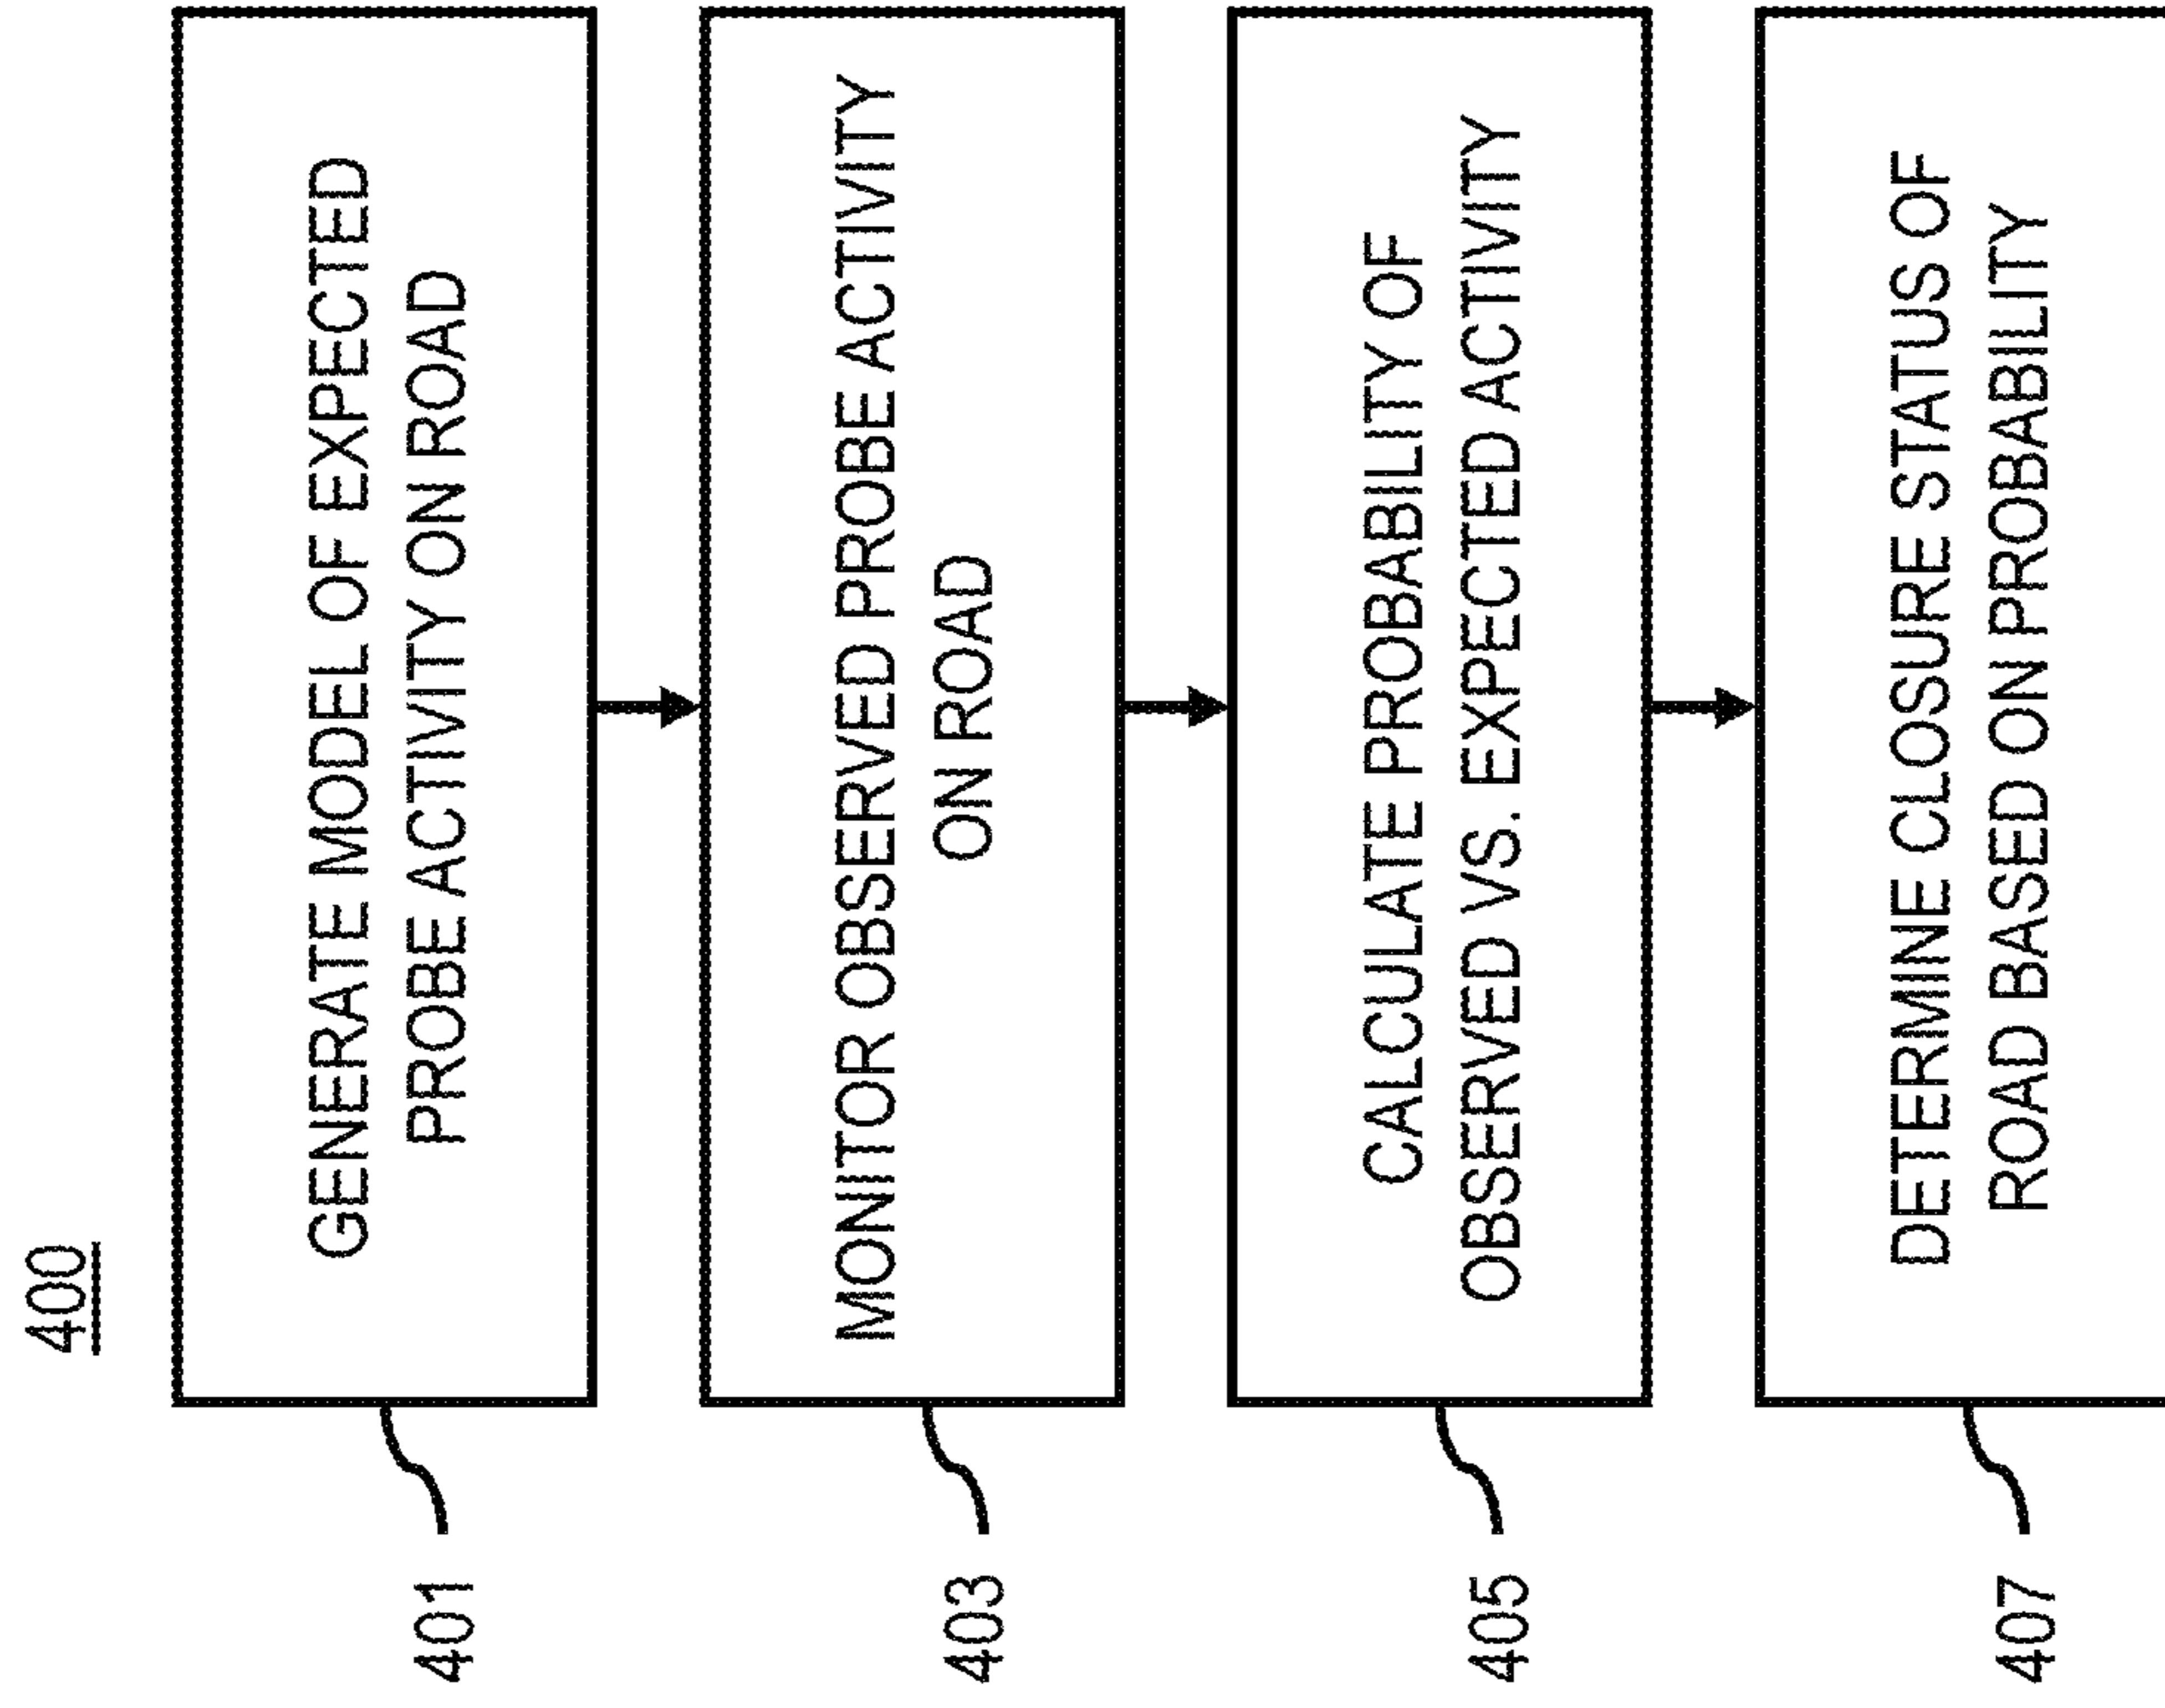 400
401
GENERATE MODEL OF EXPECTED
PROBE ACTIVITY ON ROAD
403
MONITOR OBSERVED PROBE ACTIVITY
ON ROAD
405
CALCULATE PROBABILITY OF
OBSERVED VS. EXPECTED ACTIVITY
407
DETERMINE CLOSURE STATUS OF
ROAD BASED ON PROBABILITY